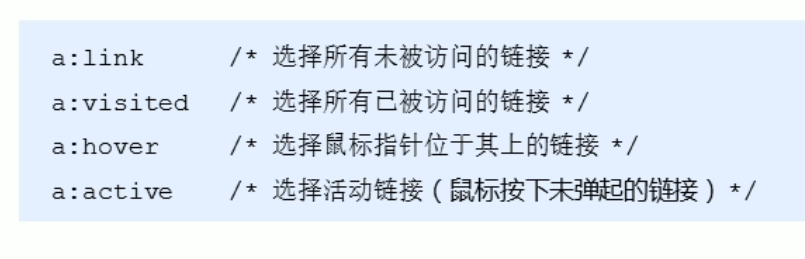 a:link /* 选择所有未被访问的链接 */
a:visited /* 选择所有已被访问的链接 */
a:hover /* 选择鼠标指针位于其上的链接 */
a:active /* 选择活动链接（鼠标按下未弹起的链接）*/